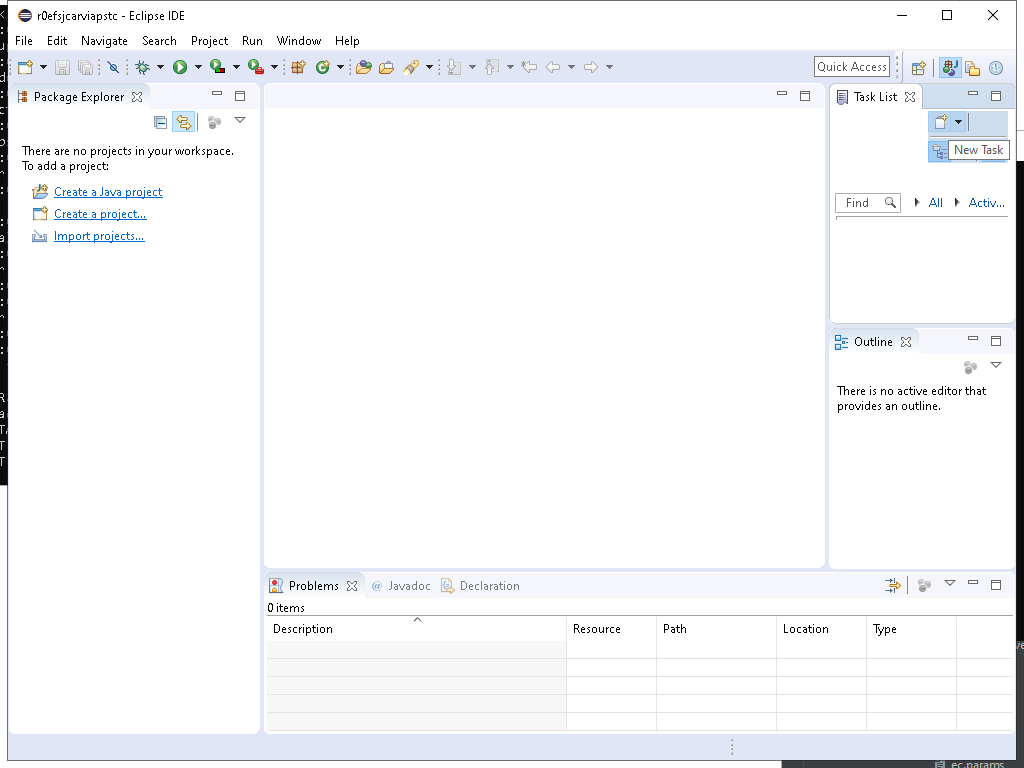 r0efsjcarviapstc - Eclipse IDE
File Edit Navigate Search Project Run Window Help
Quick Access
Package Explorer
There are no projects in your workspace.
To add a project:
Create a Java project
Create a project...
Import projects...
Task List
New Task
Find All Activ...
Outline
There is no active editor that
provides an outline.
Problems @ Javadoc Declaration
0 items
Description Resource Path Location Type
ec.params